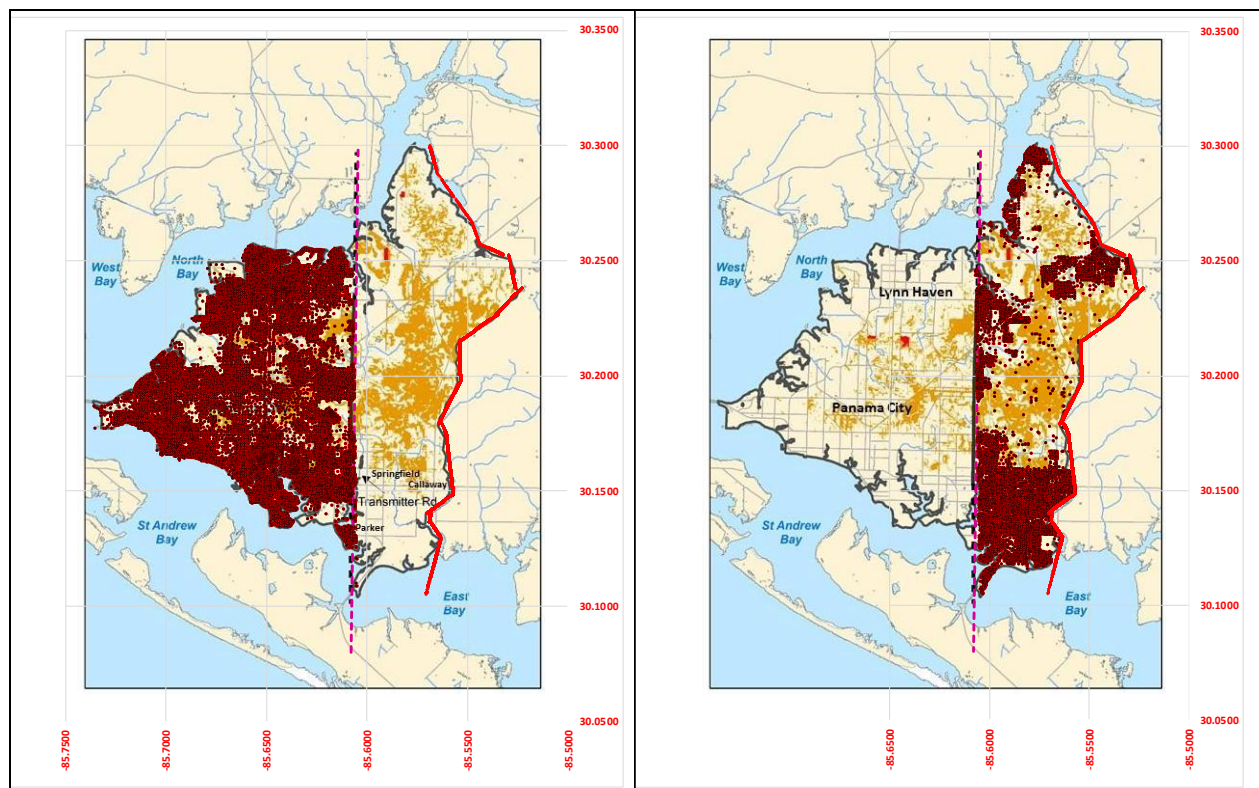 30.3500
30.3000
30.2500
30.2000
30.1500
30.1000
30.0500
-85.7500
-85.7000
-85.6500
-85.6000
-85.5500
-85.5000
West
Bay
North
Bay
Springfield
Callaway
Transmitter Rd
Parker
St Andrew
Bay
East
Bay
30.3500
30.3000
30.2500
30.2000
30.1500
30.1000
30.0500
-85.6500
-85.6000
-85.5500
-85.5000
West
Bay
North
Bay
Lynn Haven
Panama City
St Andrew
Bay
East
Bay